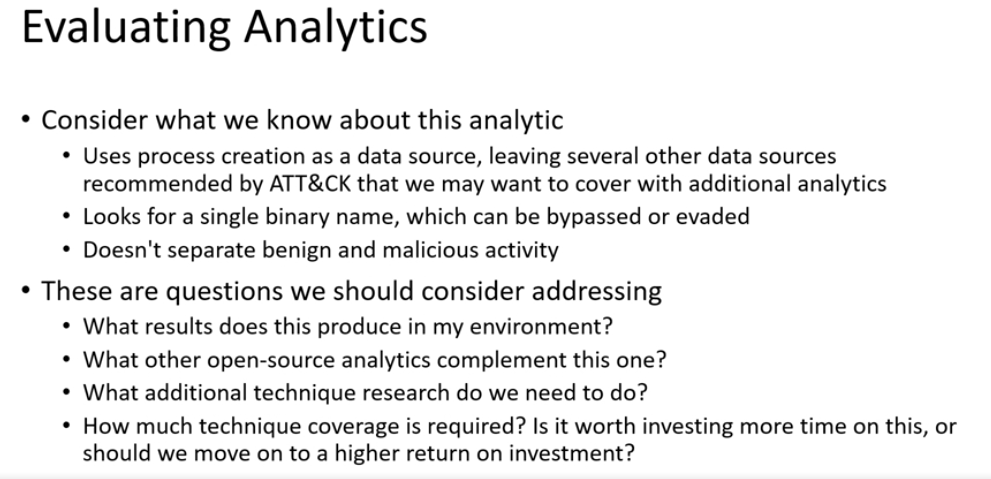 Evaluating Analytics
• Consider what we know about this analytic
• Uses process creation as a data source, leaving several other data sources
recommended by ATT&CK that we may want to cover with additional analytics
• Looks for a single binary name, which can be bypassed or evaded
• Doesn't separate benign and malicious activity
• These are questions we should consider addressing
• What results does this produce in my environment?
• What other open-source analytics complement this one?
• What additional technique research do we need to do?
• How much technique coverage is required? Is it worth investing more time on this, or
should we move on to a higher return on investment?